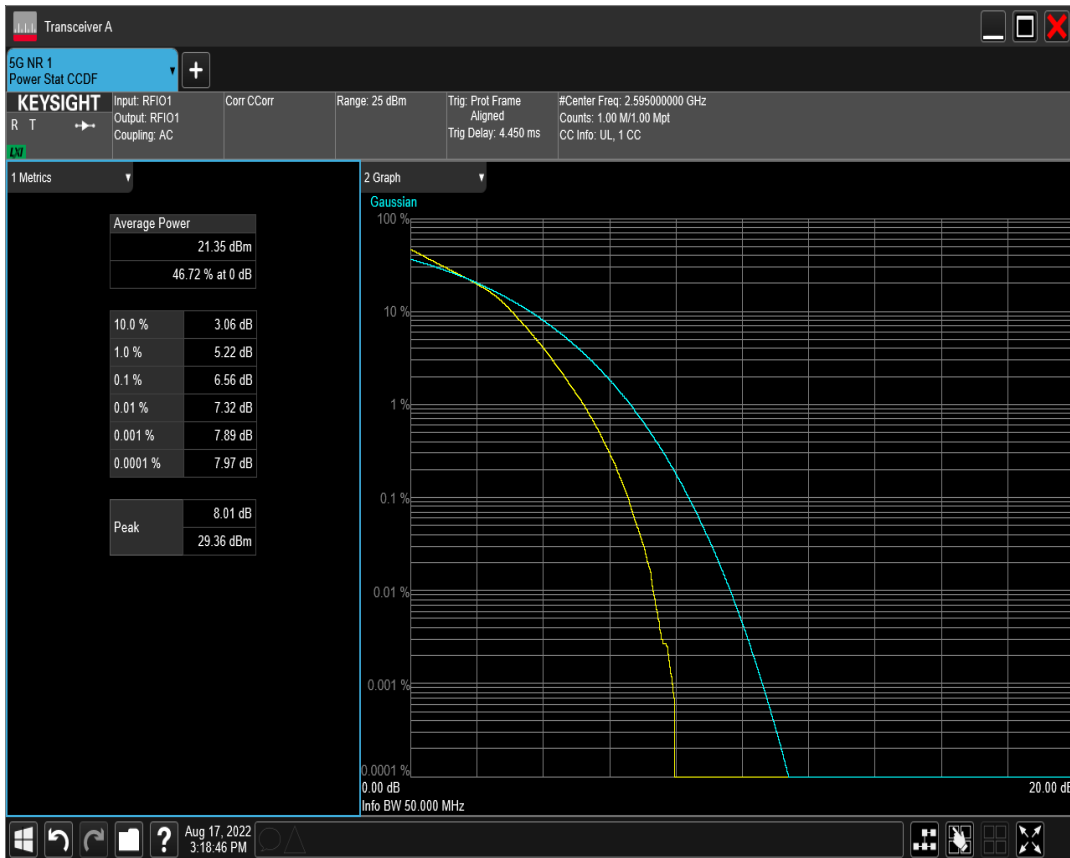 Transceiver A
5G NR 1
Power Stat CCDF
+
KEYSIGHT
R T
LXI
Input: RFIO1
Output: RFIO1
Coupling: AC
Corr CCorr
Range: 25 dBm
Trig: Prot Frame
Aligned
Trig Delay: 4.450 ms
#Center Freq: 2.595000000 GHz
Counts: 1.00 M/1.00 Mpt
CC Info: UL, 1 CC
1 Metrics
Average Power
21.35 dBm
46.72 % at 0 dB
10.0 % 3.06 dB
1.0 % 5.22 dB
0.1 % 6.56 dB
0.01 % 7.32 dB
0.001 % 7.89 dB
0.0001 % 7.97 dB
Peak
8.01 dB
29.36 dBm
2 Graph
Gaussian
100 %
10 %
1 %
0.1 %
0.01 %
0.001 %
0.0001 %
0.00 dB 20.00 dB
Info BW 50.000 MHz
?
Aug 17, 2022
3:18:46 PM